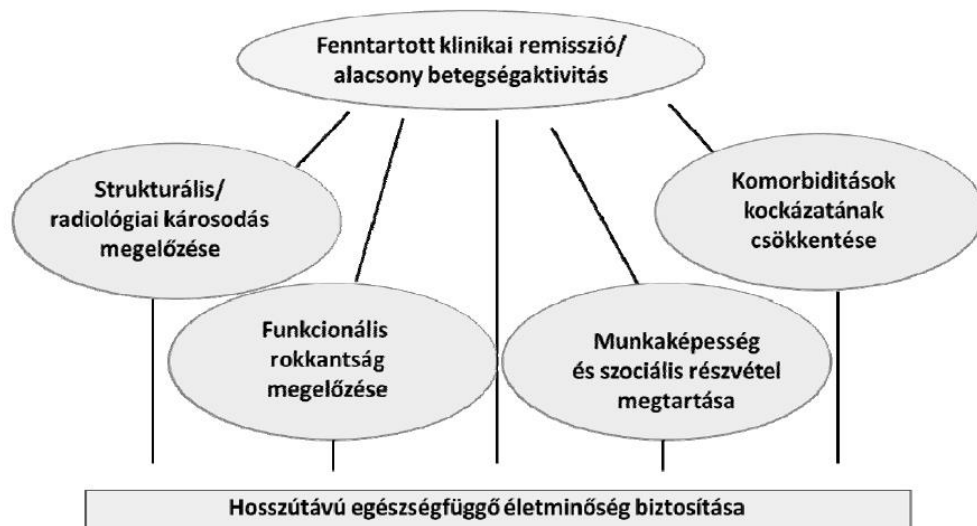 Fenntartott klinikai remisszió/
alacsony betegségaktivitás
Strukturális/
radiológiai károsodás
megelőzése
Komorbiditások
kockázatának
csökkentése
Funkcionális
rokkantság
megelőzése
Munkaképesség
és szociális részvétel
megtartása
Hosszútávú egészségfüggő életminőség biztosítása